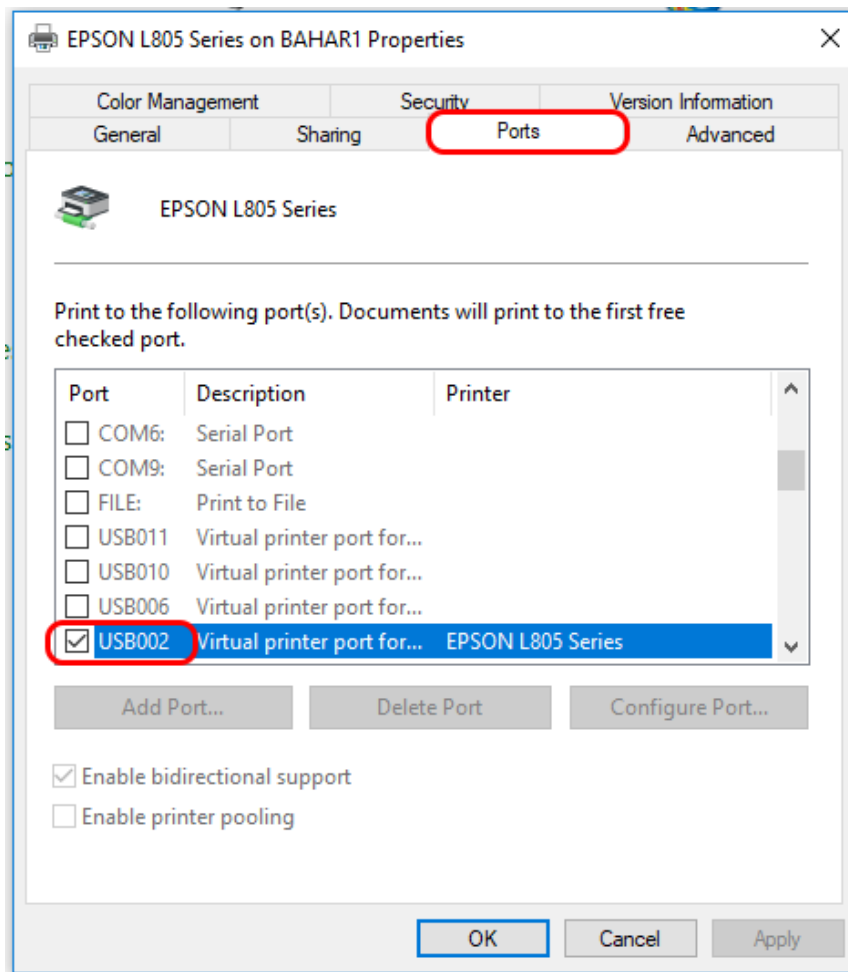 EPSON L805 Series on BAHAR1 Properties
Color Management Security Version Information
General Sharing Ports Advanced
EPSON L805 Series
Print to the following port(s). Documents will print to the first free
checked port.
Port Description Printer
COM6: Serial Port
COM9: Serial Port
FILE: Print to File
USB011 Virtual printer port for...
USB010 Virtual printer port for...
USB006 Virtual printer port for...
USB002 Virtual printer port for... EPSON L805 Series
Add Port... Delete Port Configure Port...
Enable bidirectional support
Enable printer pooling
OK Cancel Apply